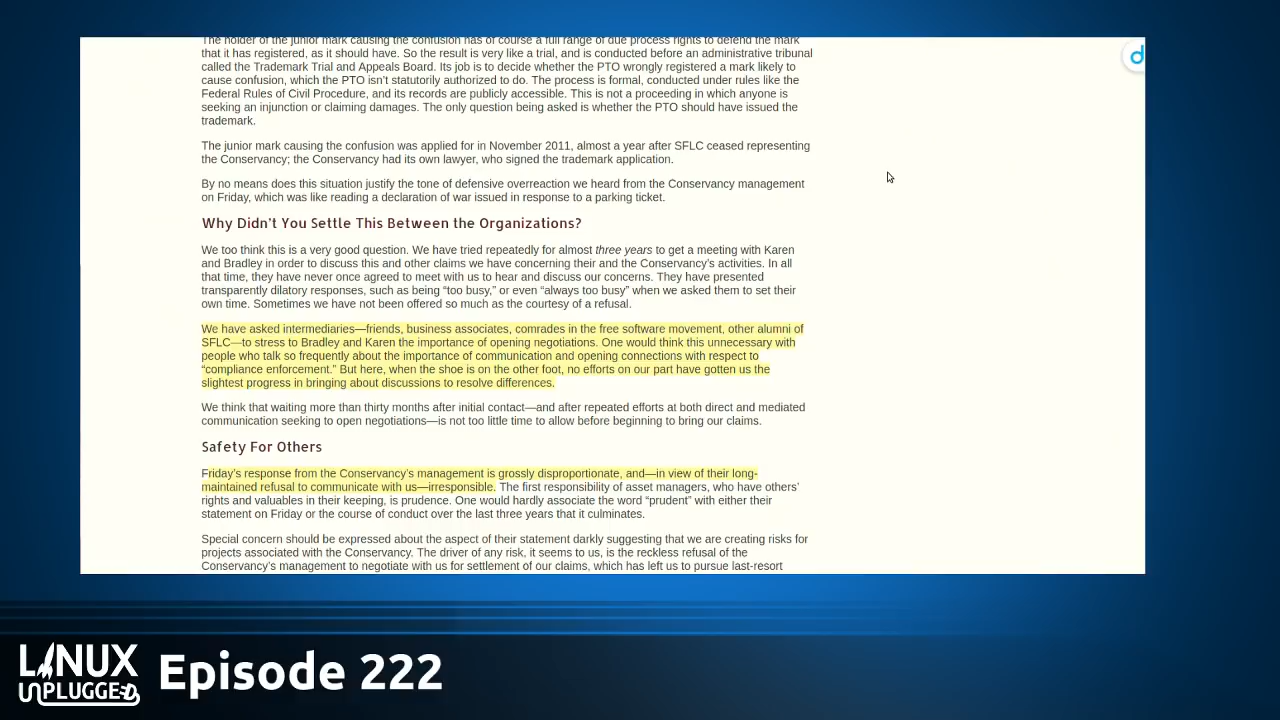 The holder of the junior mark causing the confusion has of course a full range of due process rights to defend the mark
that it has registered, as it should have. So the result is very like a trial, and is conducted before an administrative tribunal
called the Trademark Trial and Appeals Board. Its job is to decide whether the PTO wrongly registered a mark likely to
cause confusion, which the PTO isn't statutorily authorized to do. The process is formal, conducted under rules like the
Federal Rules of Civil Procedure, and its records are publicly accessible. This is not a proceeding in which anyone is
seeking an injunction or claiming damages. The only question being asked is whether the PTO should have issued the
trademark.
The junior mark causing the confusion was applied for in November 2011, almost a year after SFLC ceased representing
the Conservancy; the Conservancy had its own lawyer, who signed the trademark application.
By no means does this situation justify the tone of defensive overreaction we heard from the Conservancy management
on Friday, which was like reading a declaration of war issued in response to a parking ticket.
Why Didn't You Settle This Between the Organizations?
We too think this is a very good question. We have tried repeatedly for almost three years to get a meeting with Karen
and Bradley in order to discuss this and other claims we have concerning their and the Conservancy's activities. In all
that time, they have never once agreed to meet with us to hear and discuss our concerns. They have presented
transparently dilatory responses, such as being “too busy,” or even “always too busy” when we asked them to set their
own time. Sometimes we have not been offered so much as the courtesy of a refusal.
We have asked intermediaries—friends, business associates, comrades in the free software movement, other alumni of
SFLC—to stress to Bradley and Karen the importance of opening negotiations. One would think this unnecessary with
people who talk so frequently about the importance of communication and opening connections with respect to
“compliance enforcement.” But here, when the shoe is on the other foot, no efforts on our part have gotten us the
slightest progress in bringing about discussions to resolve differences.
We think that waiting more than thirty months after initial contact—and after repeated efforts at both direct and mediated
communication seeking to open negotiations—is not too little time to allow before beginning to bring our claims.
Safety For Others
Friday's response from the Conservancy's management is grossly disproportionate, and—in view of their long-
maintained refusal to communicate with us—irresponsible. The first responsibility of asset managers, who have others'
rights and valuables in their keeping, is prudence. One would hardly associate the word “prudent” with either their
statement on Friday or the course of conduct over the last three years that it culminates.
Special concern should be expressed about the aspect of their statement darkly suggesting that we are creating risks for
projects associated with the Conservancy. The driver of any risk, it seems to us, is the reckless refusal of the
Conservancy's management to negotiate with us for settlement of our claims, which has left us to pursue last-resort
d
LINUX
UNPLUGGED
Episode 222